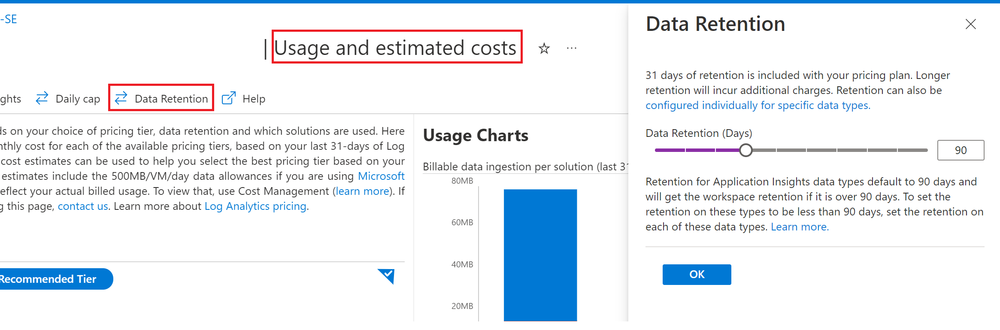 -SE
| Usage and estimated costs
ghts
Daily cap
Data Retention
Help
ds on your choice of pricing tier, data retention and which solutions are used. Here
nthly cost for each of the available pricing tiers, based on your last 31-days of Log
cost estimates can be used to help you select the best pricing tier based on your
estimates include the 500MB/VM/day data allowances if you are using Microsoft
eflect your actual billed usage. To view that, use Cost Management (learn more). If
g this page, contact us. Learn more about Log Analytics pricing.
Recommended Tier
Usage Charts
Billable data ingestion per solution (last 31
80MB
60MB
40MB
20MB
Data Retention
31 days of retention is included with your pricing plan. Longer
retention will incur additional charges. Retention can also be
configured individually for specific data types.
Data Retention (Days)
90
Retention for Application Insights data types default to 90 days and
will get the workspace retention if it is over 90 days. To set the
retention on these types to be less than 90 days, set the retention on
each of these data types. Learn more.
OK